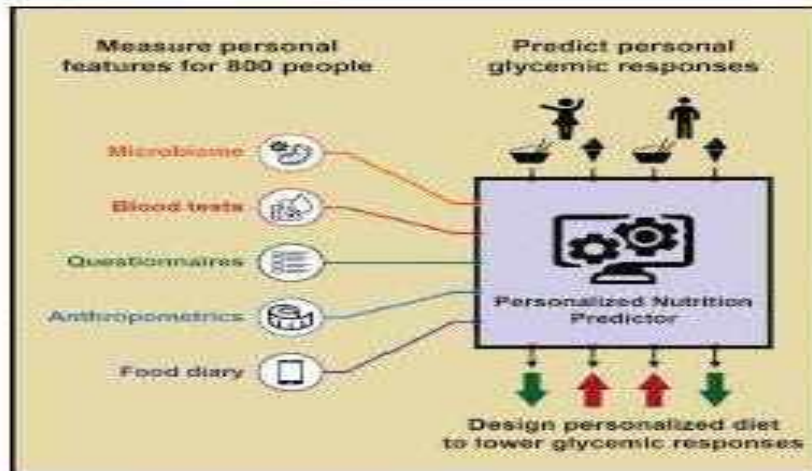 Measure personal
features for 800 people
Microbiome
Blood tests
Questionnaires
Anthropometrics
Food diary
Predict personal
glycemic responses
Personalized Nutrition
Predictor
Design personalized diet
to lower glycemic responses